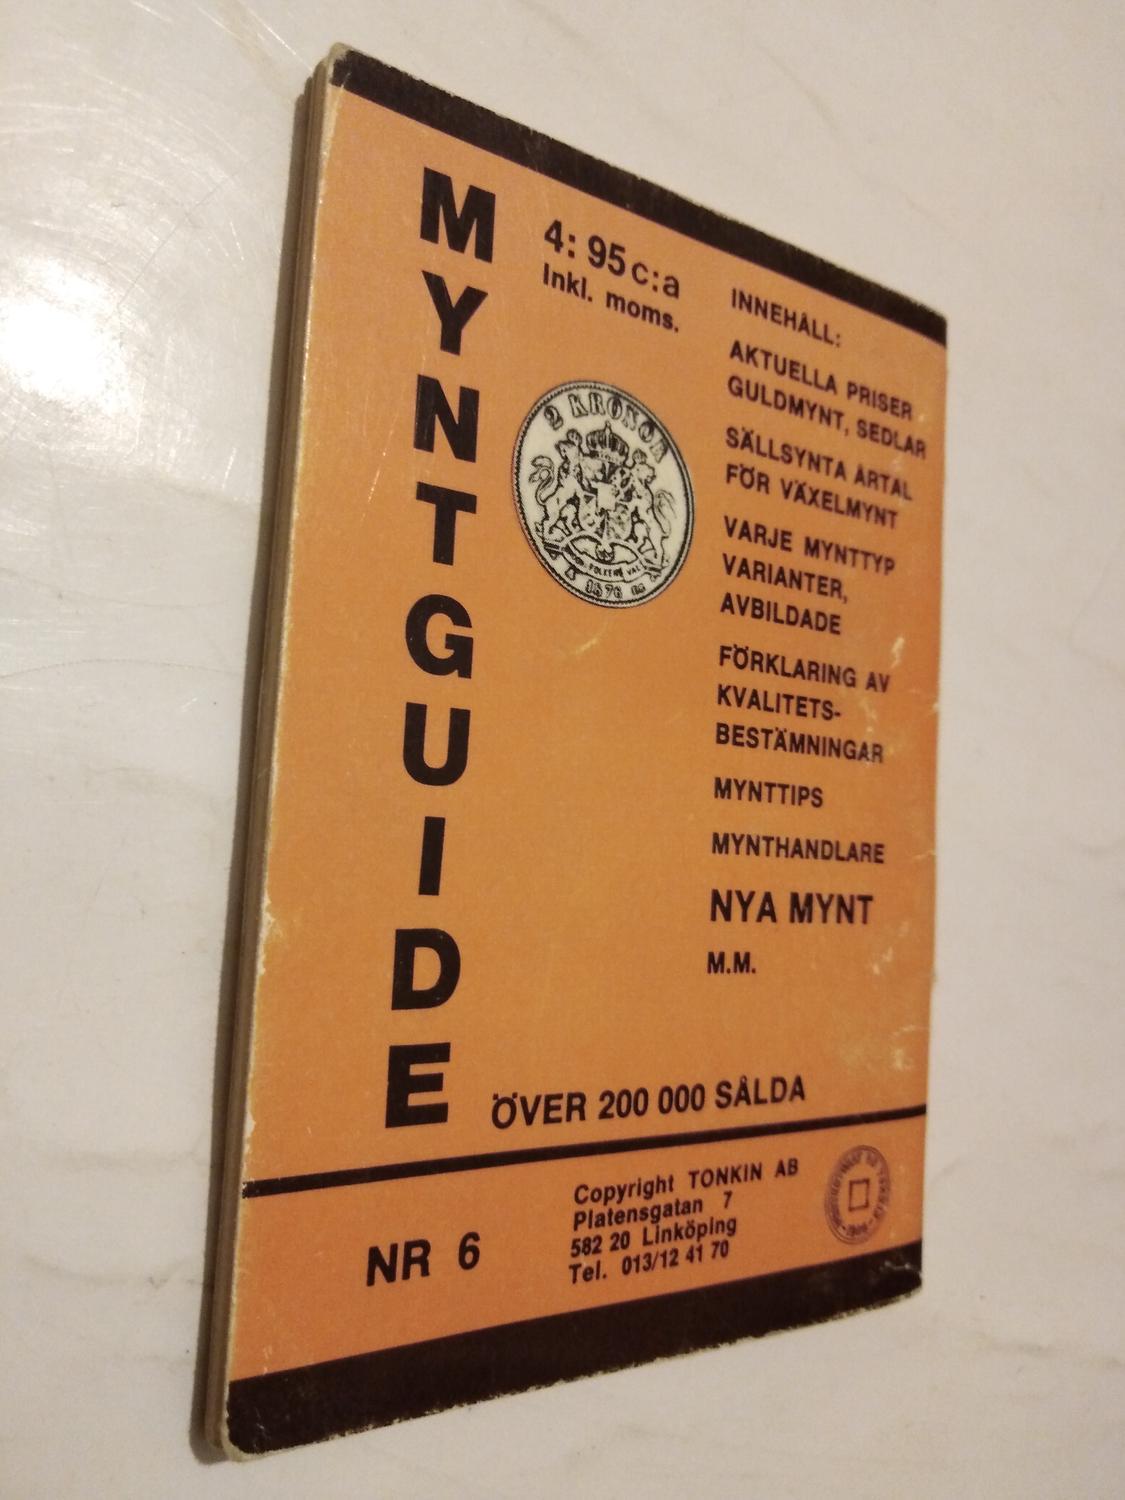 MYNTGUIDE
4: 95 c:a
Inkl. moms.
2 KRONOR
FOLKENS VÄL
1876
INNEHÅLL:
AKTUELLA PRISER
GULDMYNT, SEDLAR
SÄLLSYNTA ÅRTAL
FÖR VÄXELMYNT
VARJE MYNTTYP
VARIANTER,
AVBILDADE
FÖRKLARING AV
KVALITETS-
BESTÄMNINGAR
MYNTTIPS
MYNTHANDLARE
NYA MYNT
M.M.
ÖVER 200 000 SÅLDA
NR 6
Copyright TONKIN AB
Platensgatan 7
582 20 Linköping
Tel. 013/12 41 70